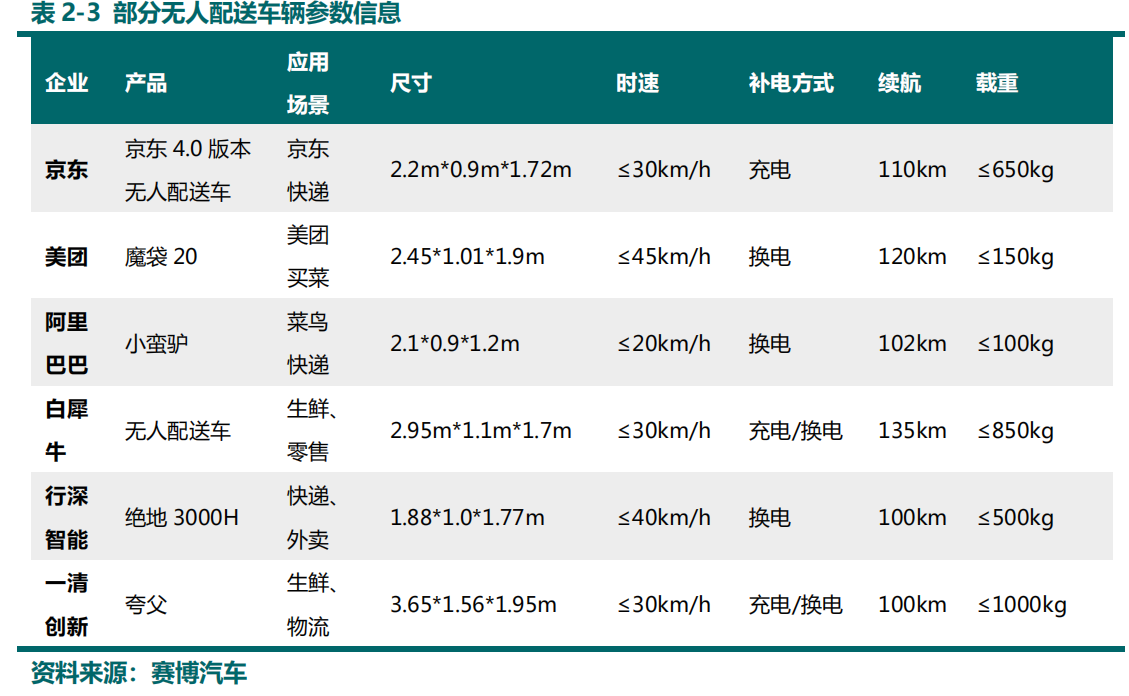 表 2-3 部分无人配送车辆参数信息
企业 产品 应用场景 尺寸 时速 补电方式 续航 载重
京东 京东 4.0 版本无人配送车 京东快递 2.2m*0.9m*1.72m ≤30km/h 充电 110km ≤650kg
美团 魔袋 20 美团买菜 2.45*1.01*1.9m ≤45km/h 换电 120km ≤150kg
阿里巴巴 小蛮驴 菜鸟快递 2.1*0.9*1.2m ≤20km/h 换电 102km ≤100kg
白犀牛 无人配送车 生鲜、零售 2.95m*1.1m*1.7m ≤30km/h 充电/换电 135km ≤850kg
行深智能 绝地 3000H 快递、外卖 1.88*1.0*1.77m ≤40km/h 换电 100km ≤500kg
一清创新 夸父 生鲜、物流 3.65*1.56*1.95m ≤30km/h 充电/换电 100km ≤1000kg
资料来源：赛博汽车